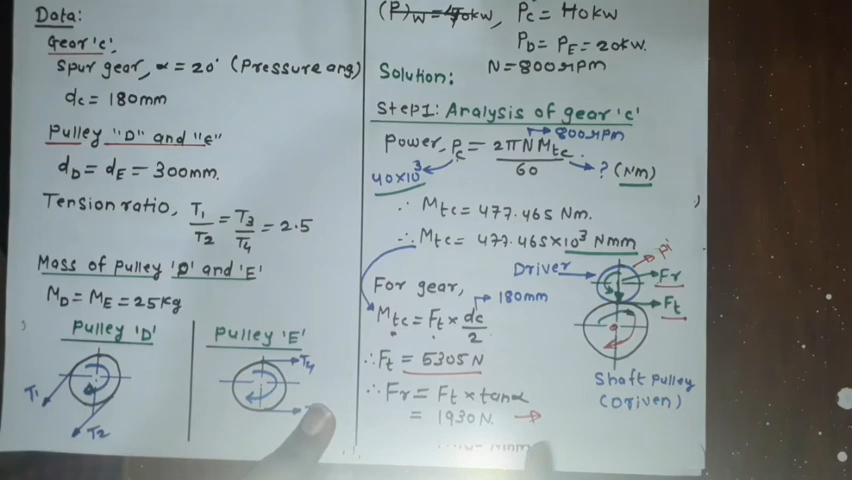 Data:
Gear 'c'.
Spur gear, α = 20° (Pressure ang)
dc = 180mm
Pulley "D" and "E"
dD = dE = 300mm.
Tension ratio, T1/T2 = T3/T4 = 2.5
Mass of pulley 'D' and 'E'
MD = ME = 25kg
Pulley 'D'
T1
T2
Pulley 'E'
T4
Pc = 40kw
PD = PE = 20kw.
N = 800rpm
Solution:
Step1: Analysis of gear 'c'
800rpm
Power, Pc = 2πNMtc / 60
40×10³
? (Nm)
∴ Mtc = 477.465 Nm.
∴ Mtc = 477.465×10³ Nmm
For gear,
180mm
Mtc = Ft × dc/2
∴ Ft = 5305 N
∴ Fr = Ft × tanα
= 1930N.
Driver
Pi
Fr
Ft
Shaft pulley
(Driven)